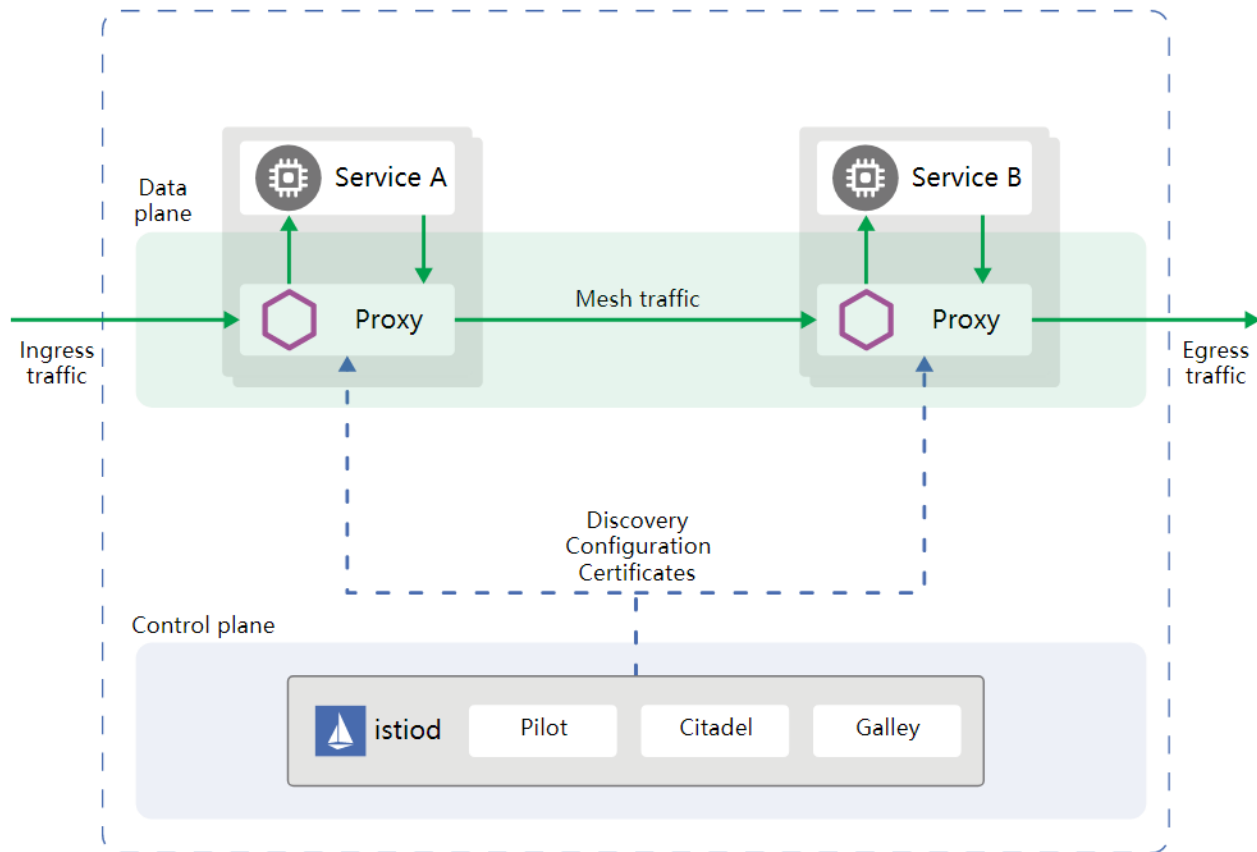 Service A
Service B
Data
plane
Mesh traffic
Proxy
Proxy
Ingress
traffic
Egress
traffic
Discovery
Configuration
Certificates
Control plane
istiod
Pilot
Citadel
Galley